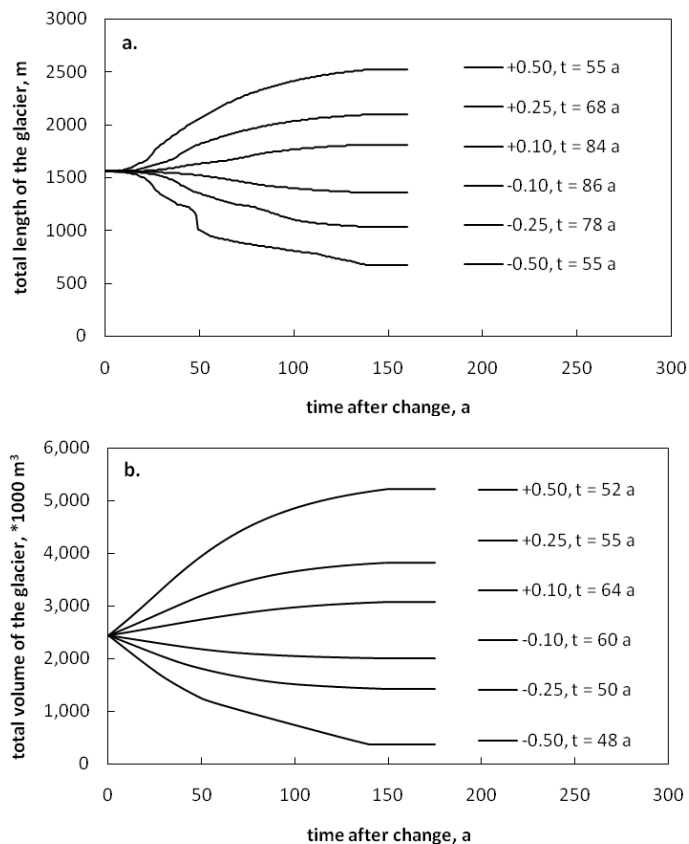 a.
total length of the glacier, m
3000
2500
2000
1500
1000
500
0
+0.50, t = 55 a
+0.25, t = 68 a
+0.10, t = 84 a
-0.10, t = 86 a
-0.25, t = 78 a
-0.50, t = 55 a
0 50 100 150 200 250 300
time after change, a
b.
total volume of the glacier, *1000 m³
6,000
5,000
4,000
3,000
2,000
1,000
0
+0.50, t = 52 a
+0.25, t = 55 a
+0.10, t = 64 a
-0.10, t = 60 a
-0.25, t = 50 a
-0.50, t = 48 a
0 50 100 150 200 250 300
time after change, a